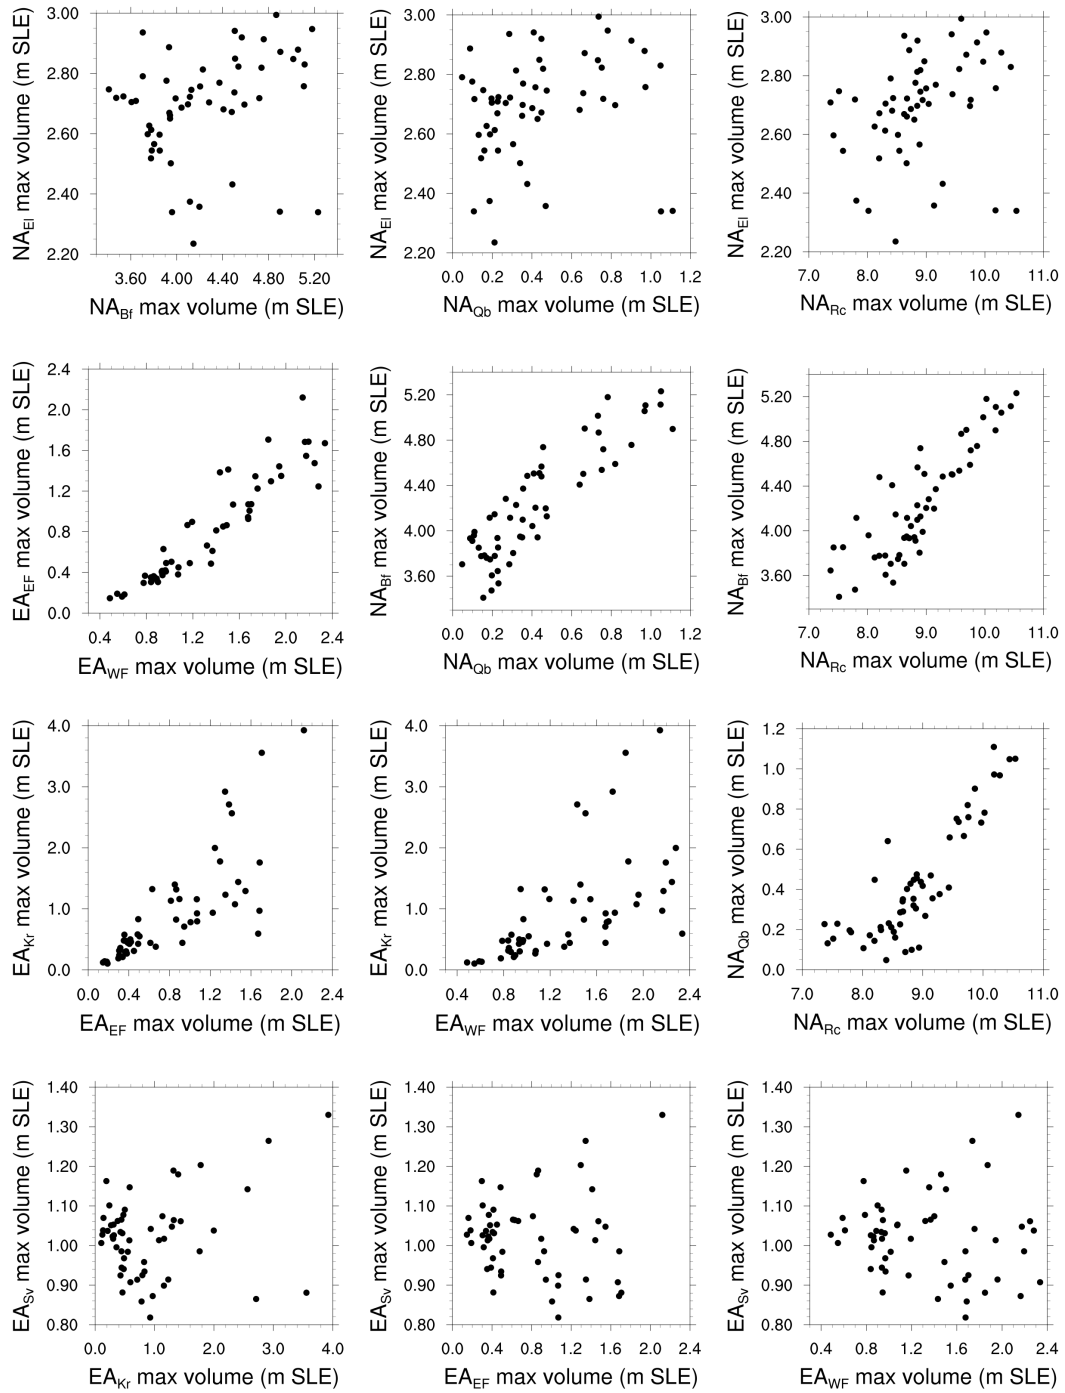 3.00
2.80
2.60
2.40
2.20
NA_El max volume (m SLE)
3.60 4.00 4.40 4.80 5.20
NA_Bf max volume (m SLE)
3.00
2.80
2.60
2.40
2.20
NA_El max volume (m SLE)
0.0 0.2 0.4 0.6 0.8 1.0 1.2
NA_Qb max volume (m SLE)
3.00
2.80
2.60
2.40
2.20
NA_El max volume (m SLE)
7.0 8.0 9.0 10.0 11.0
NA_Rc max volume (m SLE)
2.4
2.0
1.6
1.2
0.8
0.4
0.0
EA_EF max volume (m SLE)
0.4 0.8 1.2 1.6 2.0 2.4
EA_WF max volume (m SLE)
5.20
4.80
4.40
4.00
3.60
NA_Bf max volume (m SLE)
0.0 0.2 0.4 0.6 0.8 1.0 1.2
NA_Qb max volume (m SLE)
5.20
4.80
4.40
4.00
3.60
NA_Bf max volume (m SLE)
7.0 8.0 9.0 10.0 11.0
NA_Rc max volume (m SLE)
4.0
3.0
2.0
1.0
0.0
EA_Kr max volume (m SLE)
0.0 0.4 0.8 1.2 1.6 2.0 2.4
EA_EF max volume (m SLE)
4.0
3.0
2.0
1.0
0.0
EA_Kr max volume (m SLE)
0.4 0.8 1.2 1.6 2.0 2.4
EA_WF max volume (m SLE)
1.2
1.0
0.8
0.6
0.4
0.2
0.0
NA_Qb max volume (m SLE)
7.0 8.0 9.0 10.0 11.0
NA_Rc max volume (m SLE)
1.40
1.30
1.20
1.10
1.00
0.90
0.80
EA_Sv max volume (m SLE)
0.0 1.0 2.0 3.0 4.0
EA_Kr max volume (m SLE)
1.40
1.30
1.20
1.10
1.00
0.90
0.80
EA_Sv max volume (m SLE)
0.0 0.4 0.8 1.2 1.6 2.0 2.4
EA_EF max volume (m SLE)
1.40
1.30
1.20
1.10
1.00
0.90
0.80
EA_Sv max volume (m SLE)
0.4 0.8 1.2 1.6 2.0 2.4
EA_WF max volume (m SLE)